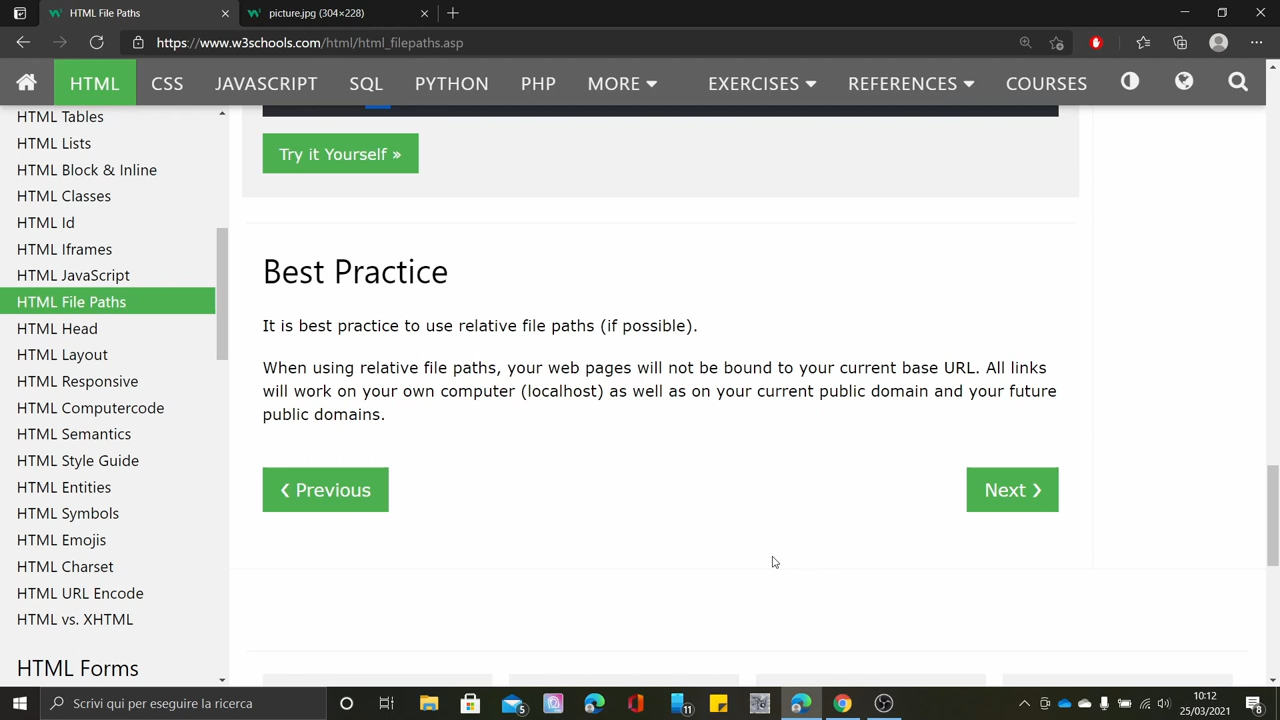 HTML File Paths
picture.jpg (304×228)
https://www.w3schools.com/html/html_filepaths.asp
HTML CSS JAVASCRIPT SQL PYTHON PHP MORE EXERCISES REFERENCES COURSES
HTML Tables
HTML Lists
HTML Block & Inline
HTML Classes
HTML Id
HTML Iframes
HTML JavaScript
HTML File Paths
HTML Head
HTML Layout
HTML Responsive
HTML Computercode
HTML Semantics
HTML Style Guide
HTML Entities
HTML Symbols
HTML Emojis
HTML Charset
HTML URL Encode
HTML vs. XHTML
HTML Forms
Try it Yourself »
Best Practice
It is best practice to use relative file paths (if possible).
When using relative file paths, your web pages will not be bound to your current base URL. All links
will work on your own computer (localhost) as well as on your current public domain and your future
public domains.
❮ Previous
Next ❯
Scrivi qui per eseguire la ricerca
5
11
10:12
25/03/2021
8